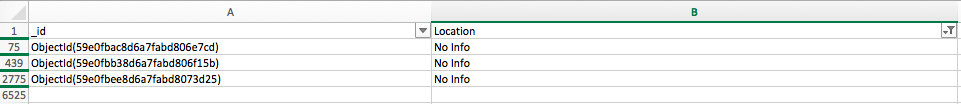 A B
1 _id Location
75 ObjectId(59e0fbac8d6a7fabd806e7cd) No Info
439 ObjectId(59e0fbb38d6a7fabd806f15b) No Info
2775 ObjectId(59e0fbee8d6a7fabd8073d25) No Info
6525